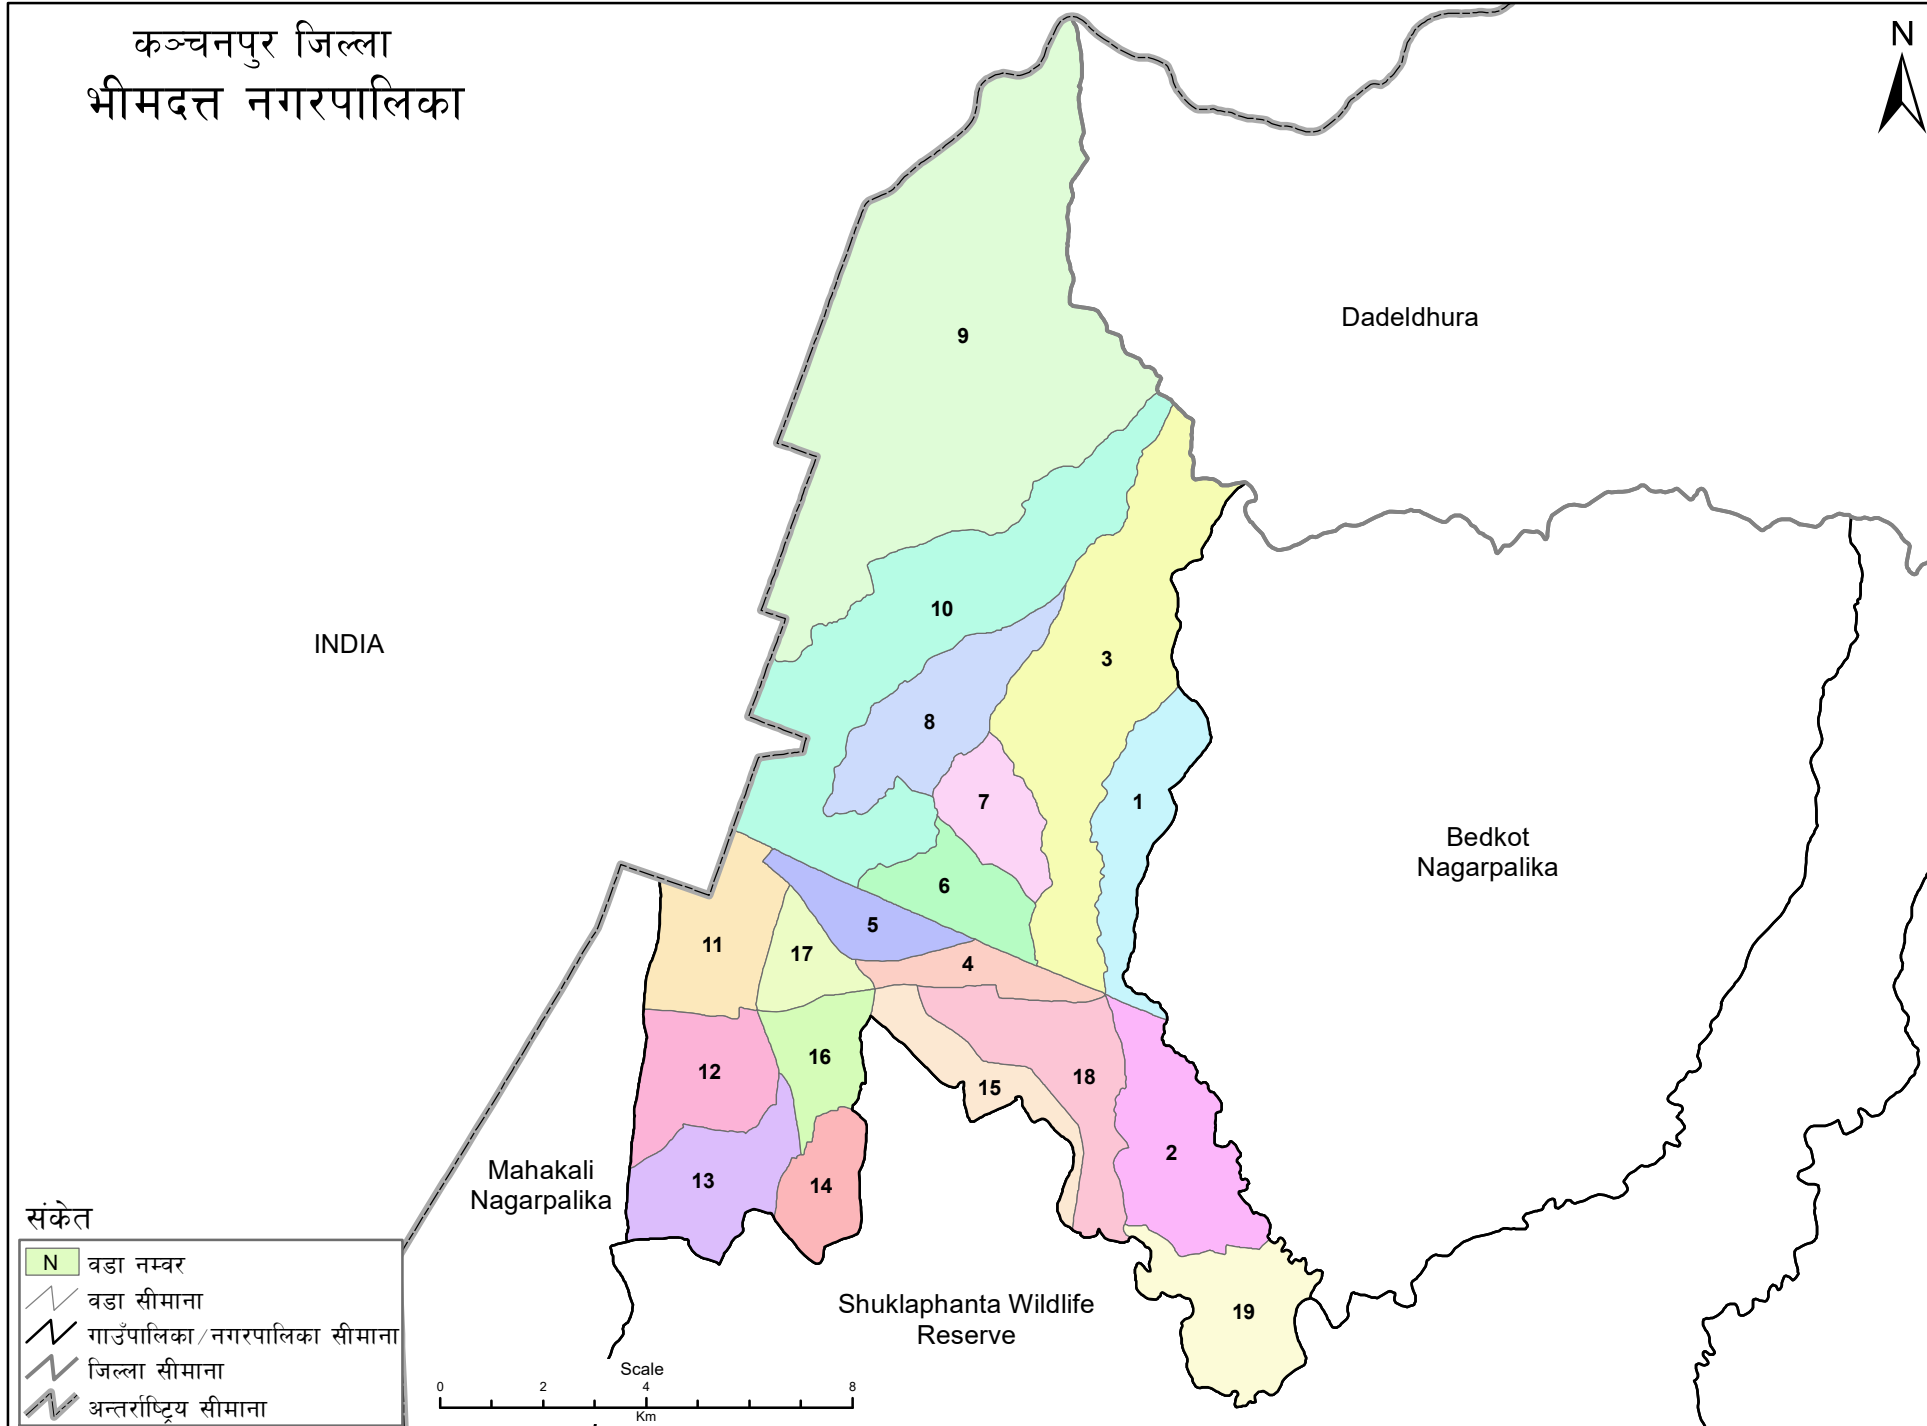 कञ्चनपुर जिल्ला
भीमदत्त नगरपालिका
N
9
Dadeldhura
10
INDIA
3
8
7
1
Bedkot
Nagarpalika
6
5
11
17
4
16
12
18
15
2
Mahakali
Nagarpalika
13
14
संकेत
N वडा नम्वर
वडा सीमाना
गाउँपालिका/नगरपालिका सीमाना
जिल्ला सीमाना
अन्तर्राष्ट्रिय सीमाना
Shuklaphanta Wildlife
Reserve
19
Scale
0 2 4 8
Km